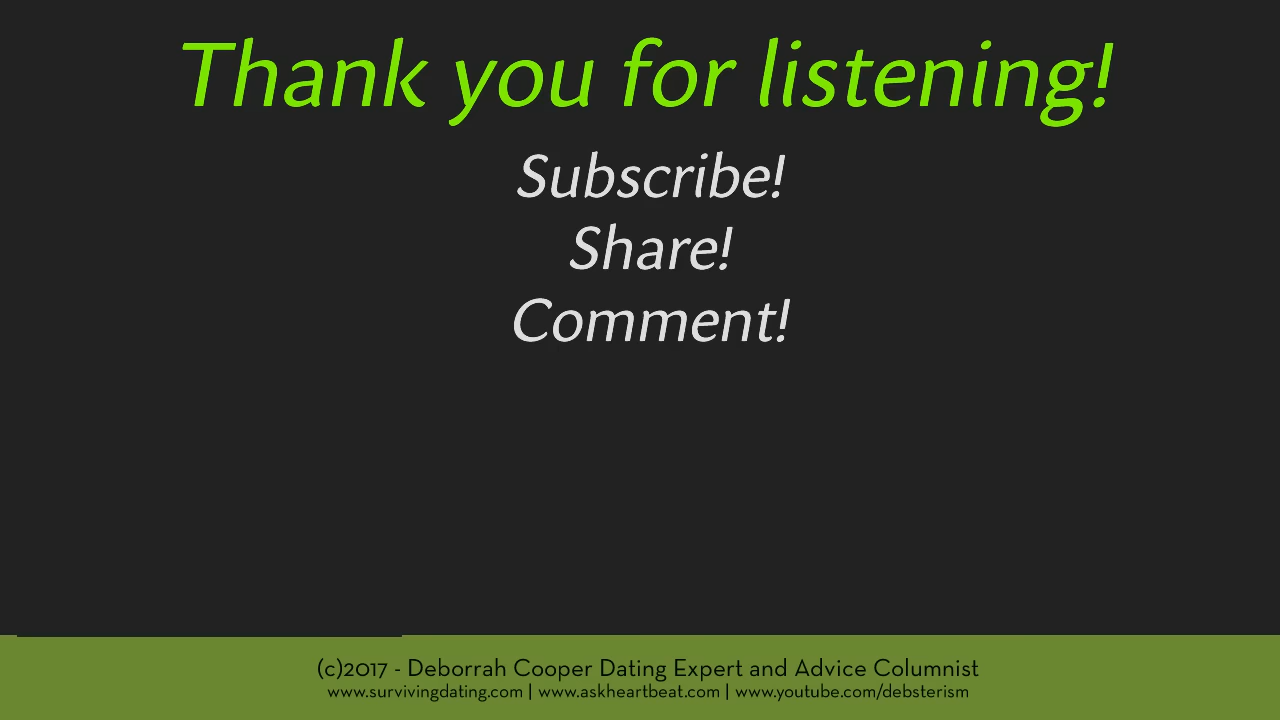 Thank you for listening!
Subscribe!
Share!
Comment!
(c)2017 - Deborrah Cooper Dating Expert and Advice Columnist
www.survivingdating.com | www.askheartbeat.com | www.youtube.com/debsterism